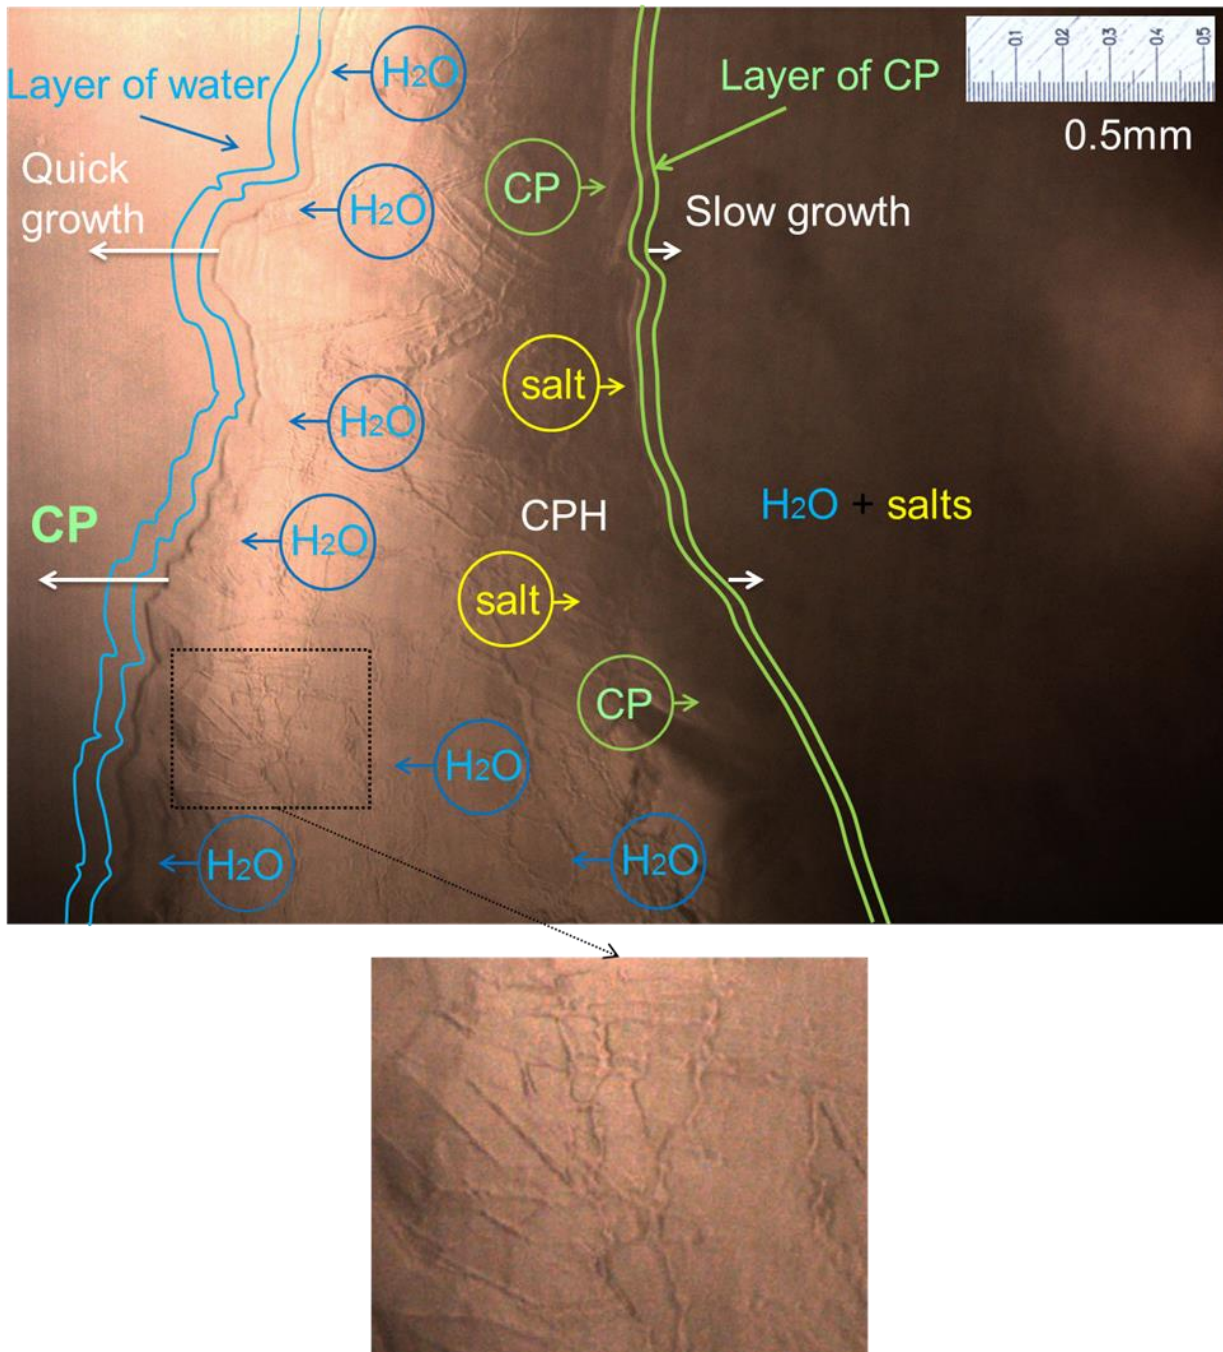 H2O
Layer of water
Layer of CP
0.1 0.2 0.3 0.4 0.5
0.5mm
Quick
growth
H2O
CP
Slow growth
salt
H2O
CP
H2O
CPH
H2O + salts
salt
CP
H2O
H2O
H2O